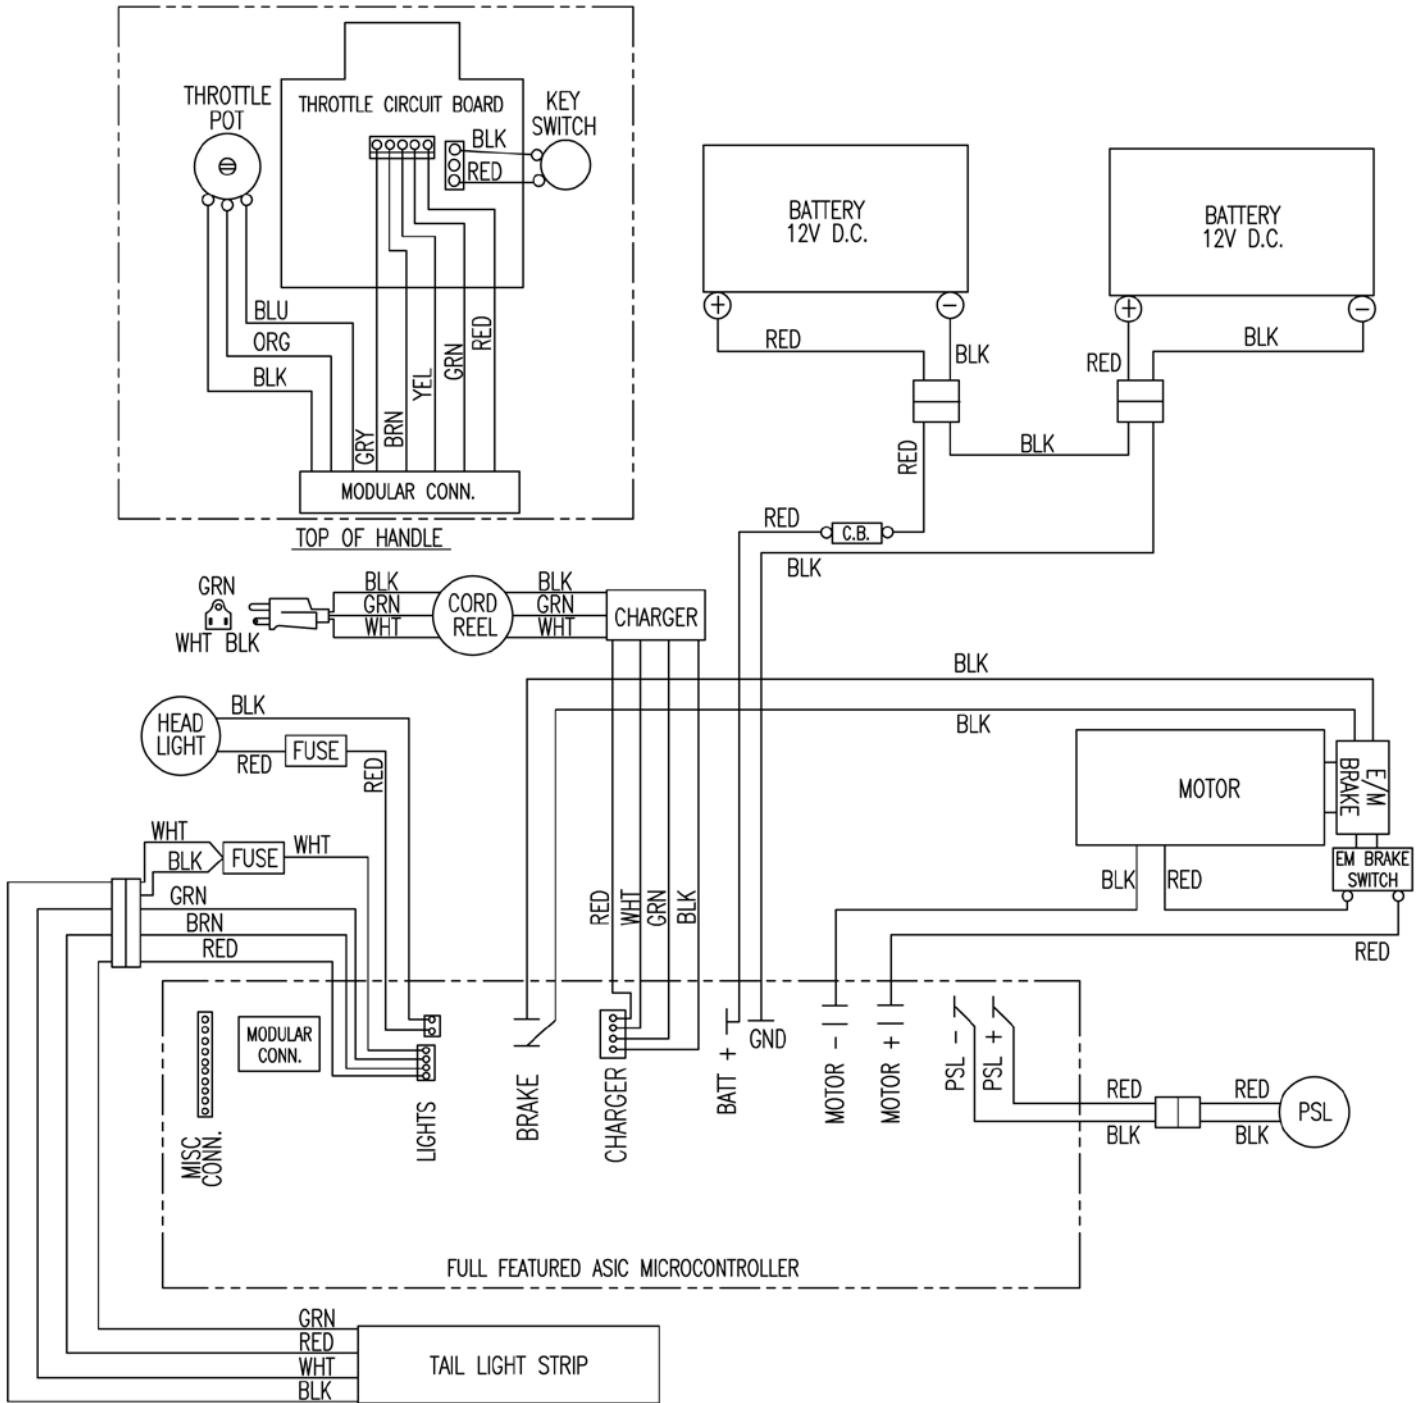 THROTTLE
POT
THROTTLE CIRCUIT BOARD
KEY
SWITCH
BLK
RED
BLU
ORG
BLK
GRY
BRN
YEL
GRN
RED
MODULAR CONN.
TOP OF HANDLE
BATTERY
12V D.C.
BATTERY
12V D.C.
+
-
+
-
RED
BLK
RED
BLK
RED
BLK
RED
C.B.
BLK
GRN
WHT BLK
BLK
GRN
WHT
CORD
REEL
BLK
GRN
WHT
CHARGER
BLK
BLK
HEAD
LIGHT
BLK
RED
FUSE
RED
WHT
BLK
FUSE
WHT
GRN
BRN
RED
RED
WHT
GRN
BLK
MOTOR
E/M
BRAKE
EM BRAKE
SWITCH
BLK
RED
RED
MISC
CONN.
MODULAR
CONN.
LIGHTS
BRAKE
CHARGER
BATT +
GND
MOTOR -
MOTOR +
PSL -
PSL +
RED
BLK
RED
BLK
PSL
FULL FEATURED ASIC MICROCONTROLLER
GRN
RED
WHT
BLK
TAIL LIGHT STRIP